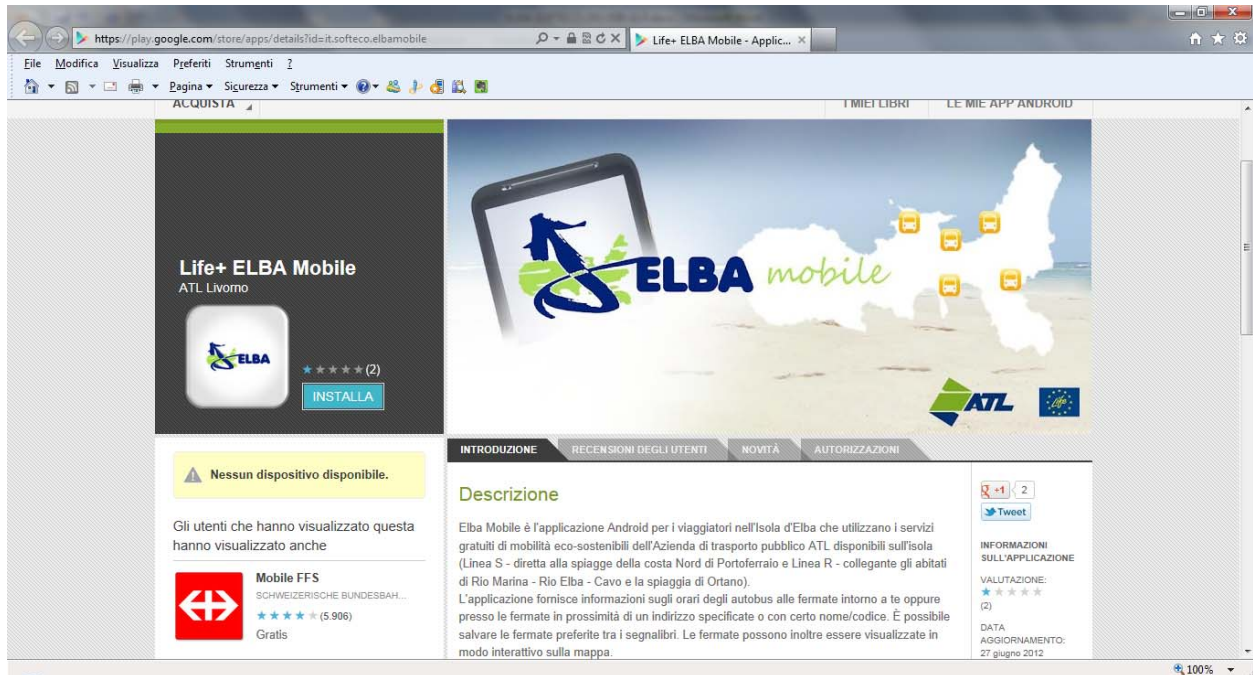 https://play.google.com/store/apps/details?id=it.softeco.elbamobile
Life+ ELBA Mobile - Applic...
File Modifica Visualizza Preferiti Strumenti ?
Pagina Sicurezza Strumenti
ACQUISTA
I MIEI LIBRI LE MIE APP ANDROID
Life+ ELBA Mobile
ATL Livorno
ELBA
(2)
INSTALLA
ELBA mobile
ATL
Life
Nessun dispositivo disponibile.
Gli utenti che hanno visualizzato questa
hanno visualizzato anche
Mobile FFS
SCHWEIZERISCHE BUNDESBAH...
(5.906)
Gratis
INTRODUZIONE RECENSIONI DEGLI UTENTI NOVITÀ AUTORIZZAZIONI
Descrizione
Elba Mobile è l'applicazione Android per i viaggiatori nell'Isola d'Elba che utilizzano i servizi
gratuiti di mobilità eco-sostenibili dell'Azienda di trasporto pubblico ATL disponibili sull'isola
(Linea S - diretta alla spiagge della costa Nord di Portoferraio e Linea R - collegante gli abitati
di Rio Marina - Rio Elba - Cavo e la spiaggia di Ortano).
L'applicazione fornisce informazioni sugli orari degli autobus alle fermate intorno a te oppure
presso le fermate in prossimità di un indirizzo specificato o con certo nome/codice. È possibile
salvare le fermate preferite tra i segnalibri. Le fermate possono inoltre essere visualizzate in
modo interattivo sulla mappa.
+1 2
Tweet
INFORMAZIONI
SULL'APPLICAZIONE
VALUTAZIONE:
(2)
DATA
AGGIORNAMENTO:
27 giugno 2012
100%